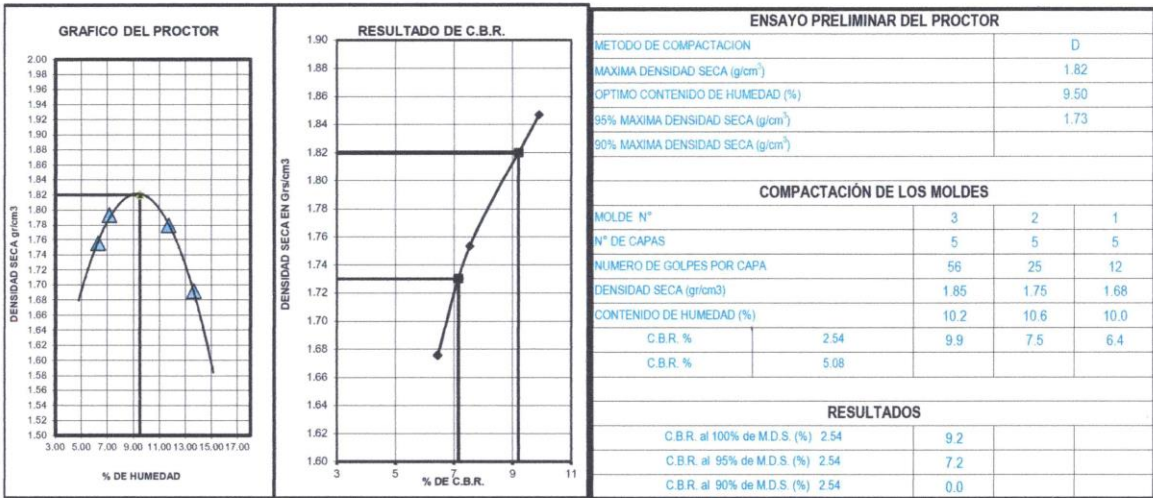 GRAFICO DEL PROCTOR
DENSIDAD SECA gr/cm3
2.00
1.98
1.96
1.94
1.92
1.90
1.88
1.86
1.84
1.82
1.80
1.78
1.76
1.74
1.72
1.70
1.68
1.66
1.64
1.62
1.60
1.58
1.56
1.54
1.52
1.50
3.00 5.00 7.00 9.00 11.00 13.00 15.00 17.00
% DE HUMEDAD
RESULTADO DE C.B.R.
DENSIDAD SECA EN Grs/cm3
1.90
1.88
1.86
1.84
1.82
1.80
1.78
1.76
1.74
1.72
1.70
1.68
1.66
1.64
1.62
1.60
3 5 7 9 11
% DE C.B.R.
ENSAYO PRELIMINAR DEL PROCTOR
METODO DE COMPACTACION D
MAXIMA DENSIDAD SECA (g/cm³) 1.82
OPTIMO CONTENIDO DE HUMEDAD (%) 9.50
95% MAXIMA DENSIDAD SECA (g/cm³) 1.73
90% MAXIMA DENSIDAD SECA (g/cm³)
COMPACTACIÓN DE LOS MOLDES
MOLDE N° 3 2 1
N° DE CAPAS 5 5 5
NUMERO DE GOLPES POR CAPA 56 25 12
DENSIDAD SECA (gr/cm3) 1.85 1.75 1.68
CONTENIDO DE HUMEDAD (%) 10.2 10.6 10.0
C.B.R. % 2.54 9.9 7.5 6.4
C.B.R. % 5.08
RESULTADOS
C.B.R. al 100% de M.D.S. (%) 2.54 9.2
C.B.R. al 95% de M.D.S. (%) 2.54 7.2
C.B.R. al 90% de M.D.S. (%) 2.54 0.0